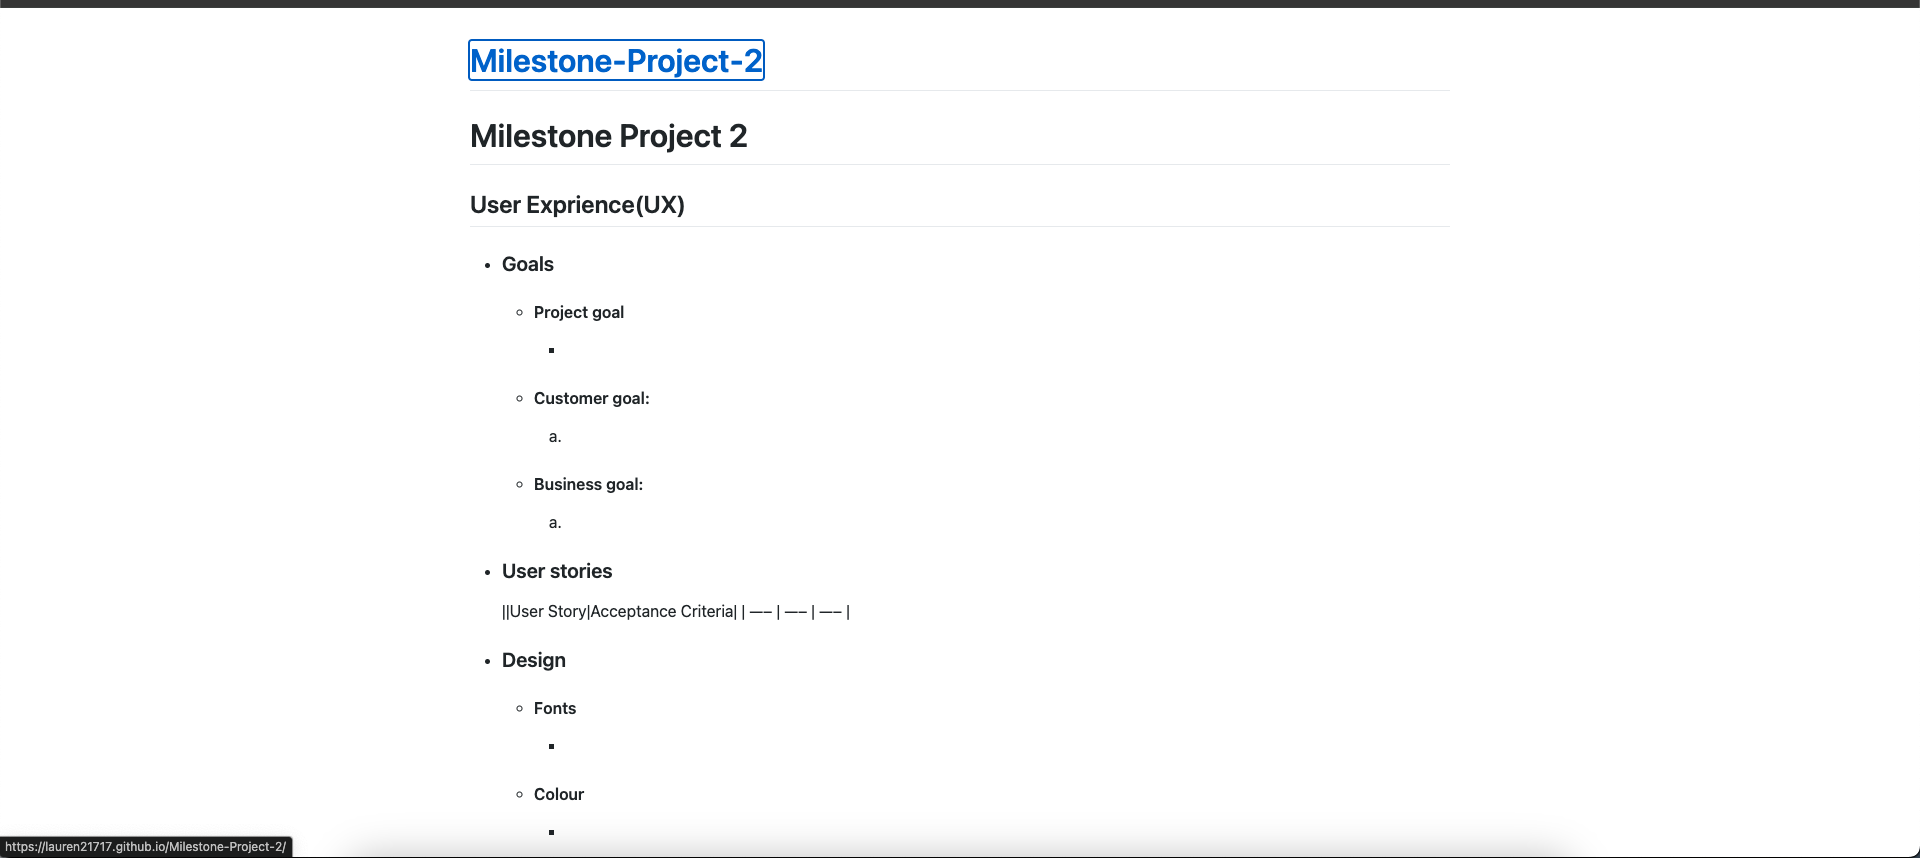 Milestone-Project-2
Milestone Project 2
User Exprience(UX)
Goals
Project goal
Customer goal:
a.
Business goal:
a.
User stories
||User Story|Acceptance Criteria| | —– | —– | —– |
Design
Fonts
Colour
https://lauren21717.github.io/Milestone-Project-2/